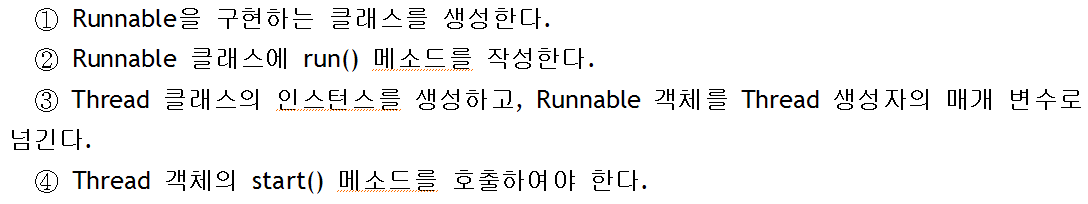 ① Runnable을 구현하는 클래스를 생성한다.
② Runnable 클래스에 run() 메소드를 작성한다.
③ Thread 클래스의 인스턴스를 생성하고, Runnable 객체를 Thread 생성자의 매개 변수로
넘긴다.
④ Thread 객체의 start() 메소드를 호출하여야 한다.